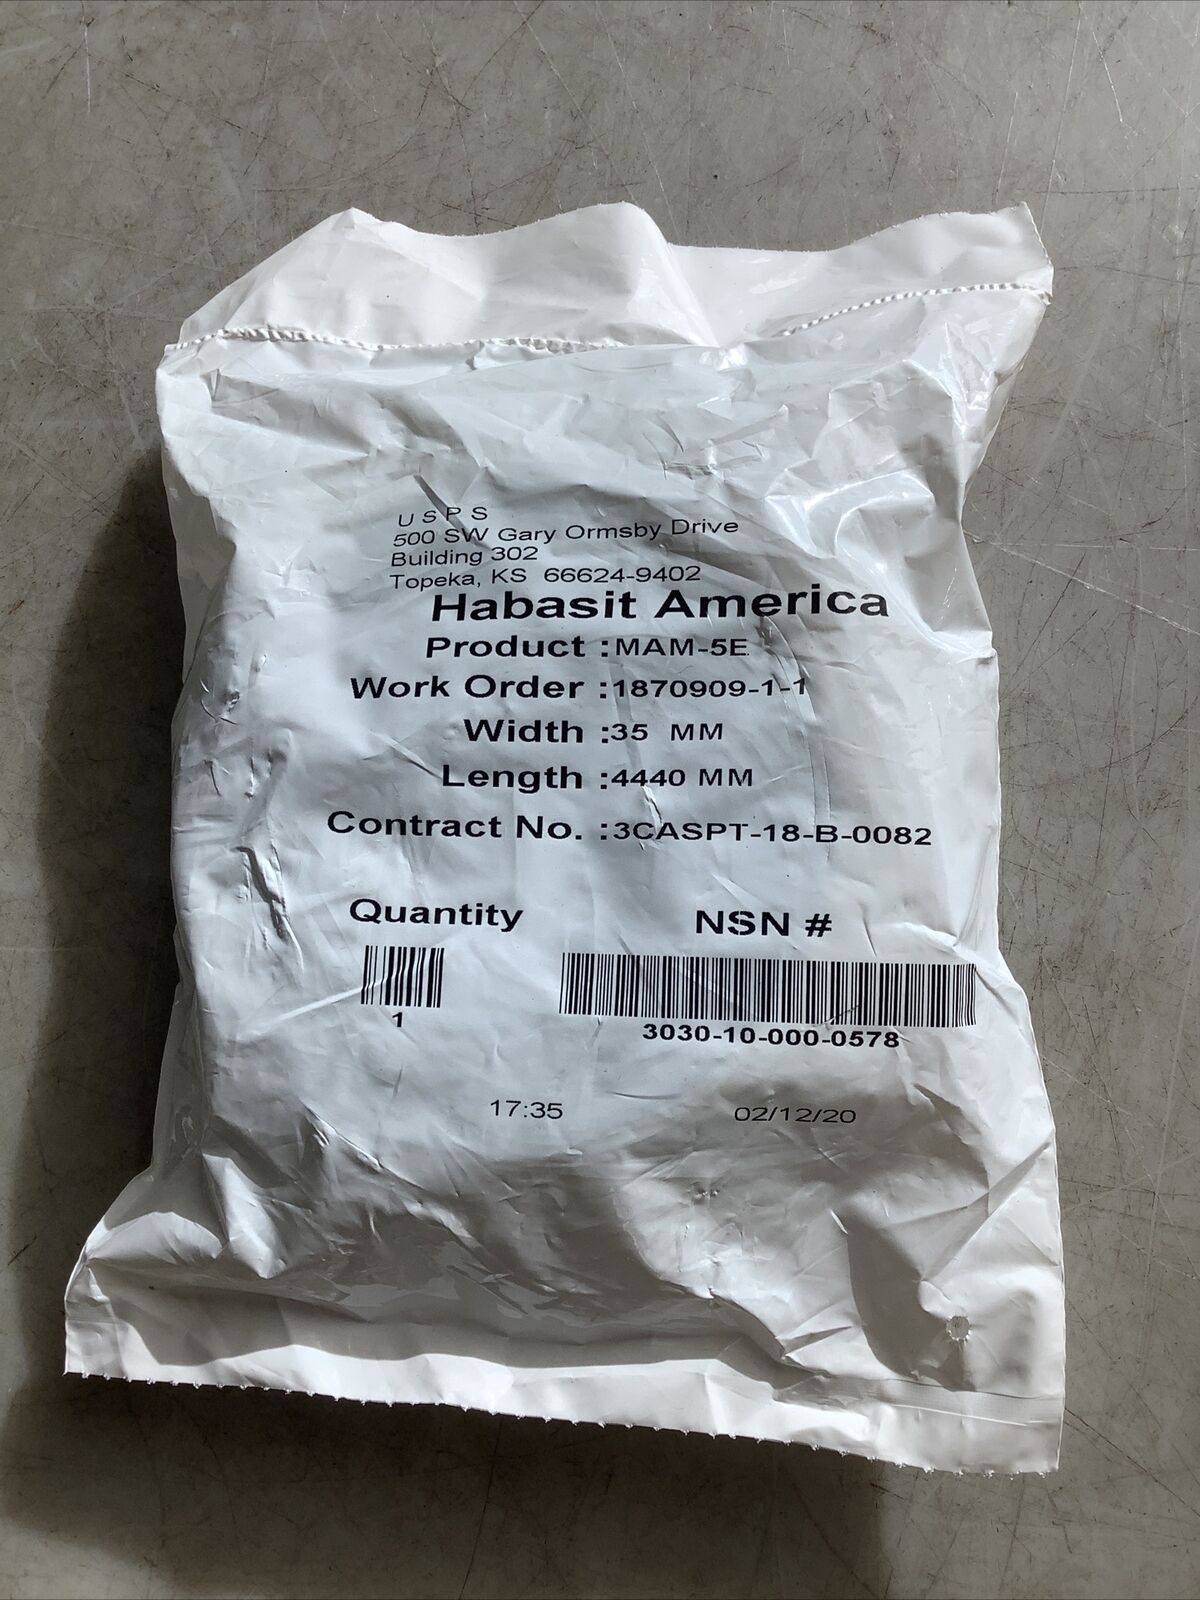 U S P S
500 SW Gary Ormsby Drive
Building 302
Topeka, KS 66624-9402
Habasit America
Product :MAM-5E
Work Order :1870909-1-1
Width :35 MM
Length :4440 MM
Contract No. :3CASPT-18-B-0082
Quantity NSN #
1 3030-10-000-0578
17:35 02/12/20